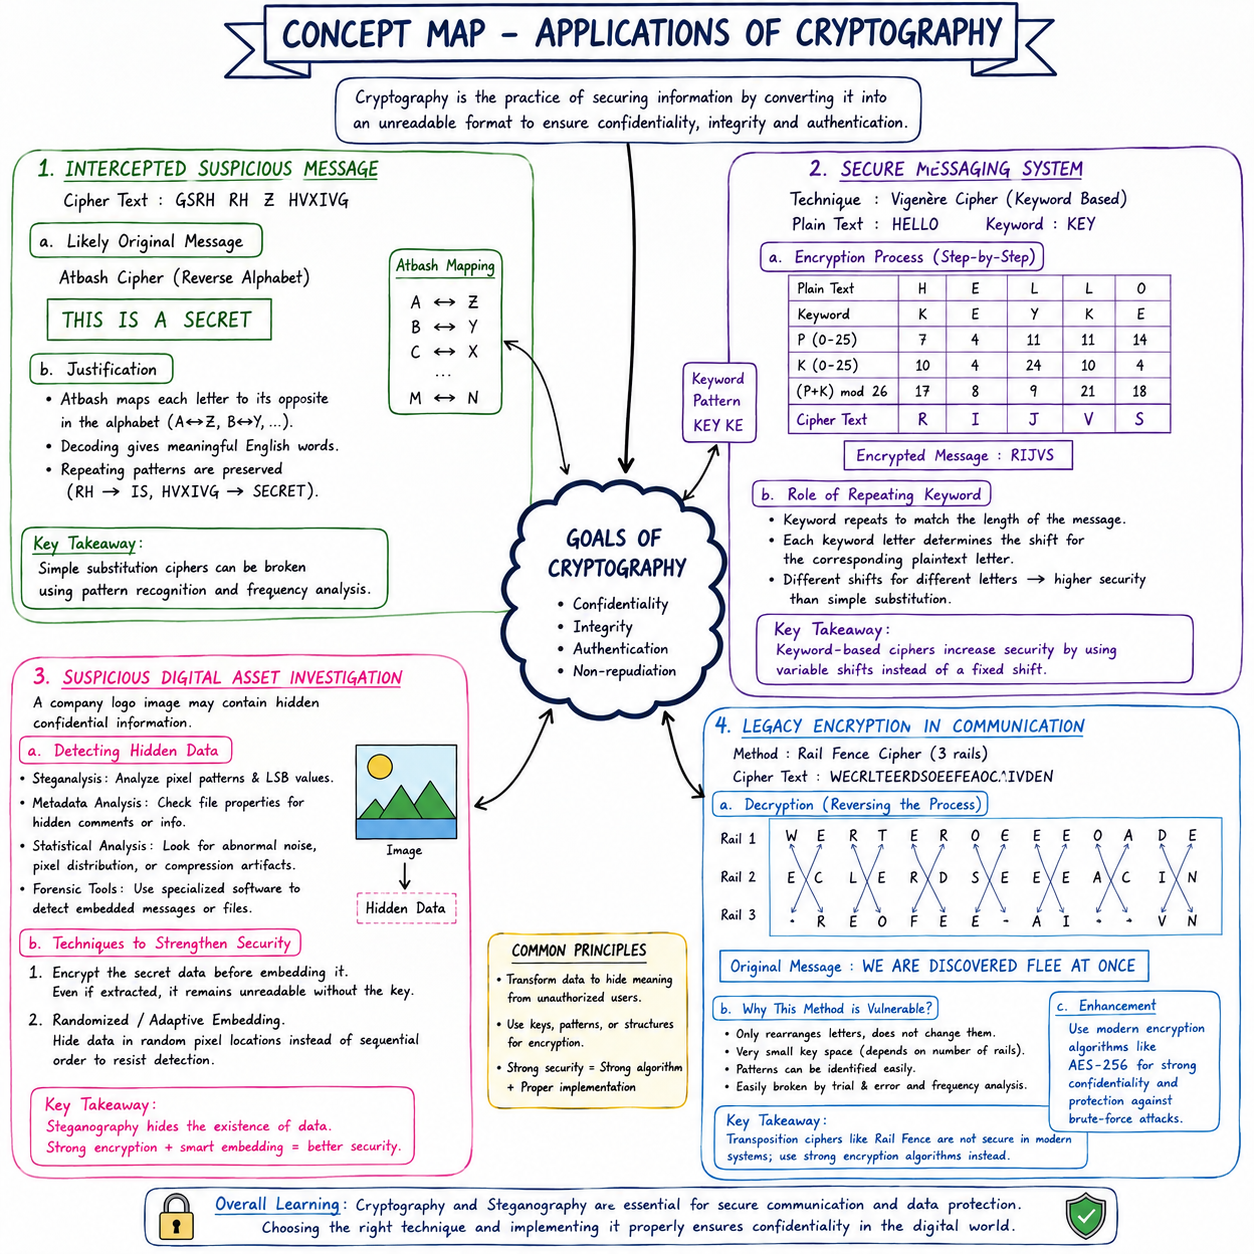 CONCEPT MAP – APPLICATIONS OF CRYPTOGRAPHY
Cryptography is the practice of securing information by converting it into
an unreadable format to ensure confidentiality, integrity and authentication.
1. INTERCEPTED SUSPICIOUS MESSAGE
Cipher Text : GSRH RH Z HVXIVG
a. Likely Original Message
Atbash Cipher (Reverse Alphabet)
THIS IS A SECRET
b. Justification
• Atbash maps each letter to its opposite
in the alphabet (A↔Z, B↔Y, ...).
• Decoding gives meaningful English words.
• Repeating patterns are preserved
(RH → IS, HVXIVG → SECRET).
Atbash Mapping
A ↔ Z
B ↔ Y
C ↔ X
...
M ↔ N
Key Takeaway:
Simple substitution ciphers can be broken
using pattern recognition and frequency analysis.
2. SECURE MESSAGING SYSTEM
Technique : Vigenère Cipher (Keyword Based)
Plain Text : HELLO Keyword : KEY
a. Encryption Process (Step-by-Step)
Plain Text H E L L O
Keyword K E Y K E
P (0-25) 7 4 11 11 14
K (0-25) 10 4 24 10 4
(P+K) mod 26 17 8 9 21 18
Cipher Text R I J V S
Encrypted Message : RIJVS
Keyword
Pattern
KEY KE
b. Role of Repeating Keyword
• Keyword repeats to match the length of the message.
• Each keyword letter determines the shift for
the corresponding plaintext letter.
• Different shifts for different letters → higher security
than simple substitution.
Key Takeaway:
Keyword-based ciphers increase security by using
variable shifts instead of a fixed shift.
GOALS OF
CRYPTOGRAPHY
• Confidentiality
• Integrity
• Authentication
• Non-repudiation
3. SUSPICIOUS DIGITAL ASSET INVESTIGATION
A company logo image may contain hidden
confidential information.
a. Detecting Hidden Data
• Steganalysis: Analyze pixel patterns & LSB values.
• Metadata Analysis: Check file properties for
hidden comments or info.
• Statistical Analysis: Look for abnormal noise,
pixel distribution, or compression artifacts.
• Forensic Tools: Use specialized software to
detect embedded messages or files.
Image
Hidden Data
b. Techniques to Strengthen Security
1. Encrypt the secret data before embedding it.
Even if extracted, it remains unreadable without the key.
2. Randomized / Adaptive Embedding.
Hide data in random pixel locations instead of sequential
order to resist detection.
Key Takeaway:
Steganography hides the existence of data.
Strong encryption + smart embedding = better security.
COMMON PRINCIPLES
• Transform data to hide meaning
from unauthorized users.
• Use keys, patterns, or structures
for encryption.
• Strong security = Strong algorithm
+ Proper implementation
4. LEGACY ENCRYPTION IN COMMUNICATION
Method : Rail Fence Cipher (3 rails)
Cipher Text :
a. Decryption (Reversing the Process)
Rail 1 W E R T E R O E E E O A D E
Rail 2 E C L E R D S E E E A C I N
Rail 3 - R E O F E E - A I - - V N
Original Message : WE ARE DISCOVERED FLEE AT ONCE
b. Why This Method is Vulnerable?
• Only rearranges letters, does not change them.
• Very small key space (depends on number of rails).
• Patterns can be identified easily.
• Easily broken by trial & error and frequency analysis.
c. Enhancement
Use modern encryption
algorithms like
AES-256 for strong
confidentiality and
protection against
brute-force attacks.
Key Takeaway:
Transposition ciphers like Rail Fence are not secure in modern
systems; use strong encryption algorithms instead.
Overall Learning: Cryptography and Steganography are essential for secure communication and data protection.
Choosing the right technique and implementing it properly ensures confidentiality in the digital world.